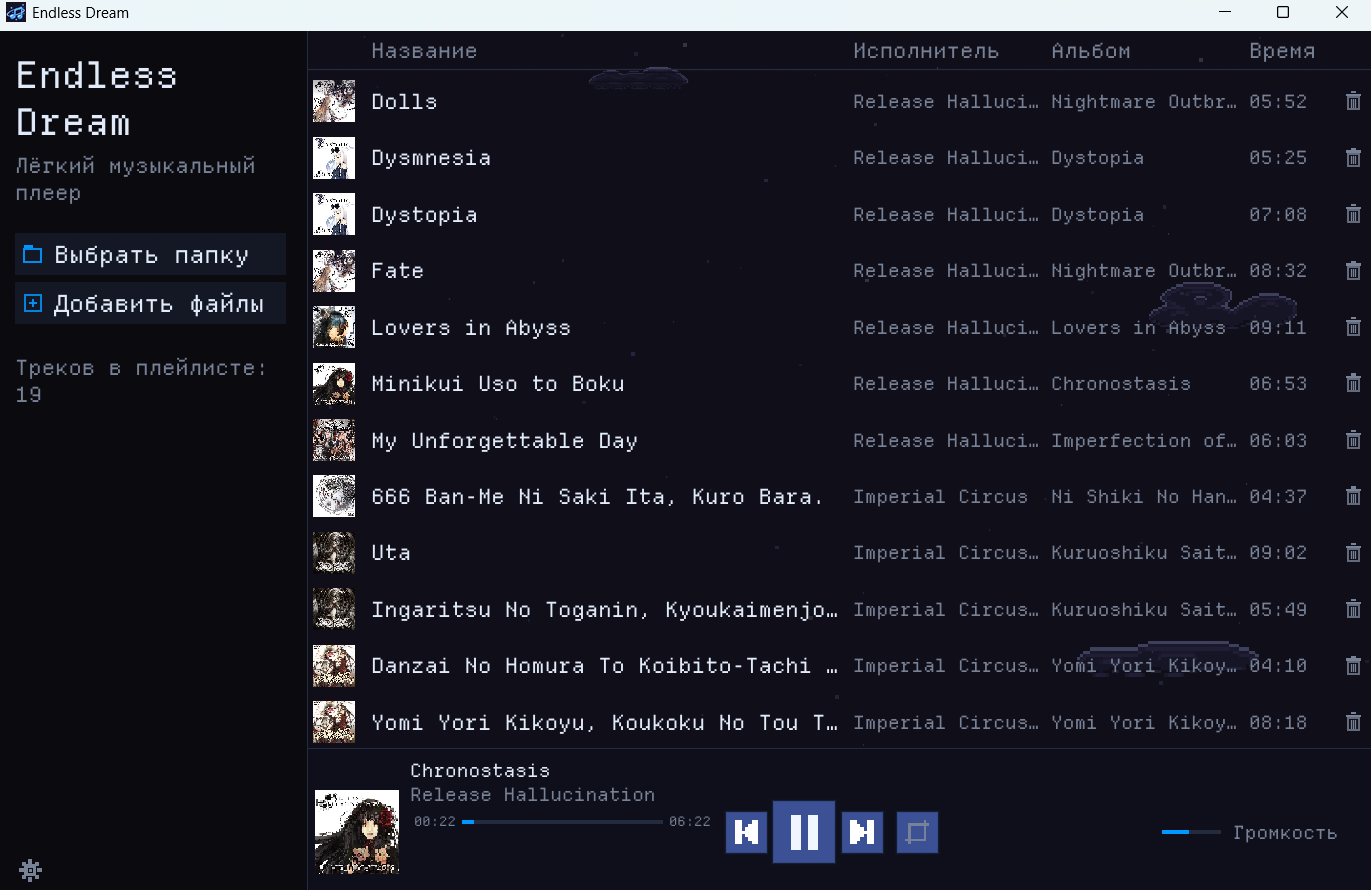 Endless Dream
Endless
Dream
Лёгкий музыкальный
плеер
Выбрать папку
Добавить файлы
Треков в плейлисте:
19
Название Исполнитель Альбом Время
Dolls Release Halluci… Nightmare Outbr… 05:52
Dysmnesia Release Halluci… Dystopia 05:25
Dystopia Release Halluci… Dystopia 07:08
Fate Release Halluci… Nightmare Outbr… 08:32
Lovers in Abyss Release Halluci… Lovers in Abyss 09:11
Minikui Uso to Boku Release Halluci… Chronostasis 06:53
My Unforgettable Day Release Halluci… Imperfection of… 06:03
666 Ban-Me Ni Saki Ita, Kuro Bara. Imperial Circus Ni Shiki No Han… 04:37
Uta Imperial Circus… Kuruoshiku Sait… 09:02
Ingaritsu No Toganin, Kyoukaimenjo… Imperial Circus… Kuruoshiku Sait… 05:49
Danzai No Homura To Koibito-Tachi … Imperial Circus… Yomi Yori Kikoy… 04:10
Yomi Yori Kikoyu, Koukoku No Tou T… Imperial Circus… Yomi Yori Kikoy… 08:18
Chronostasis
Release Hallucination
00:22 06:22
Громкость